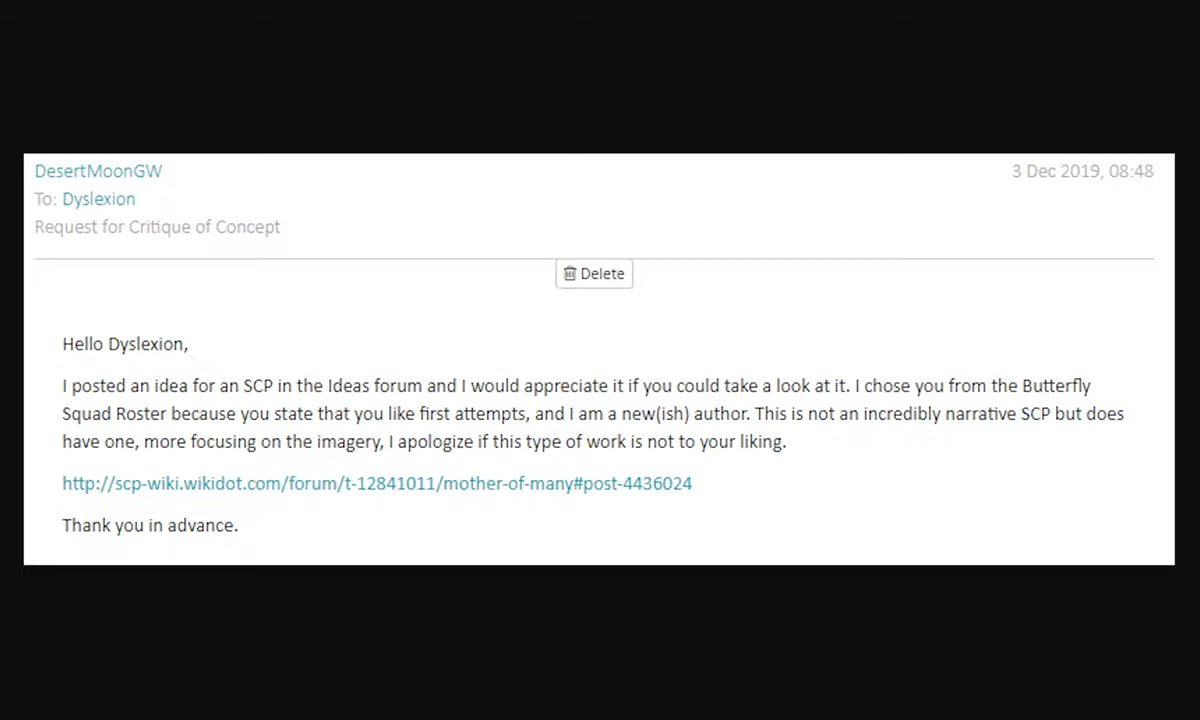 DesertMoonGW
3 Dec 2019, 08:48
To: Dyslexion
Request for Critique of Concept
Delete
Hello Dyslexion,
I posted an idea for an SCP in the Ideas forum and I would appreciate it if you could take a look at it. I chose you from the Butterfly
Squad Roster because you state that you like first attempts, and I am a new(ish) author. This is not an incredibly narrative SCP but does
have one, more focusing on the imagery, I apologize if this type of work is not to your liking.
http://scp-wiki.wikidot.com/forum/t-12841011/mother-of-many#post-4436024
Thank you in advance.